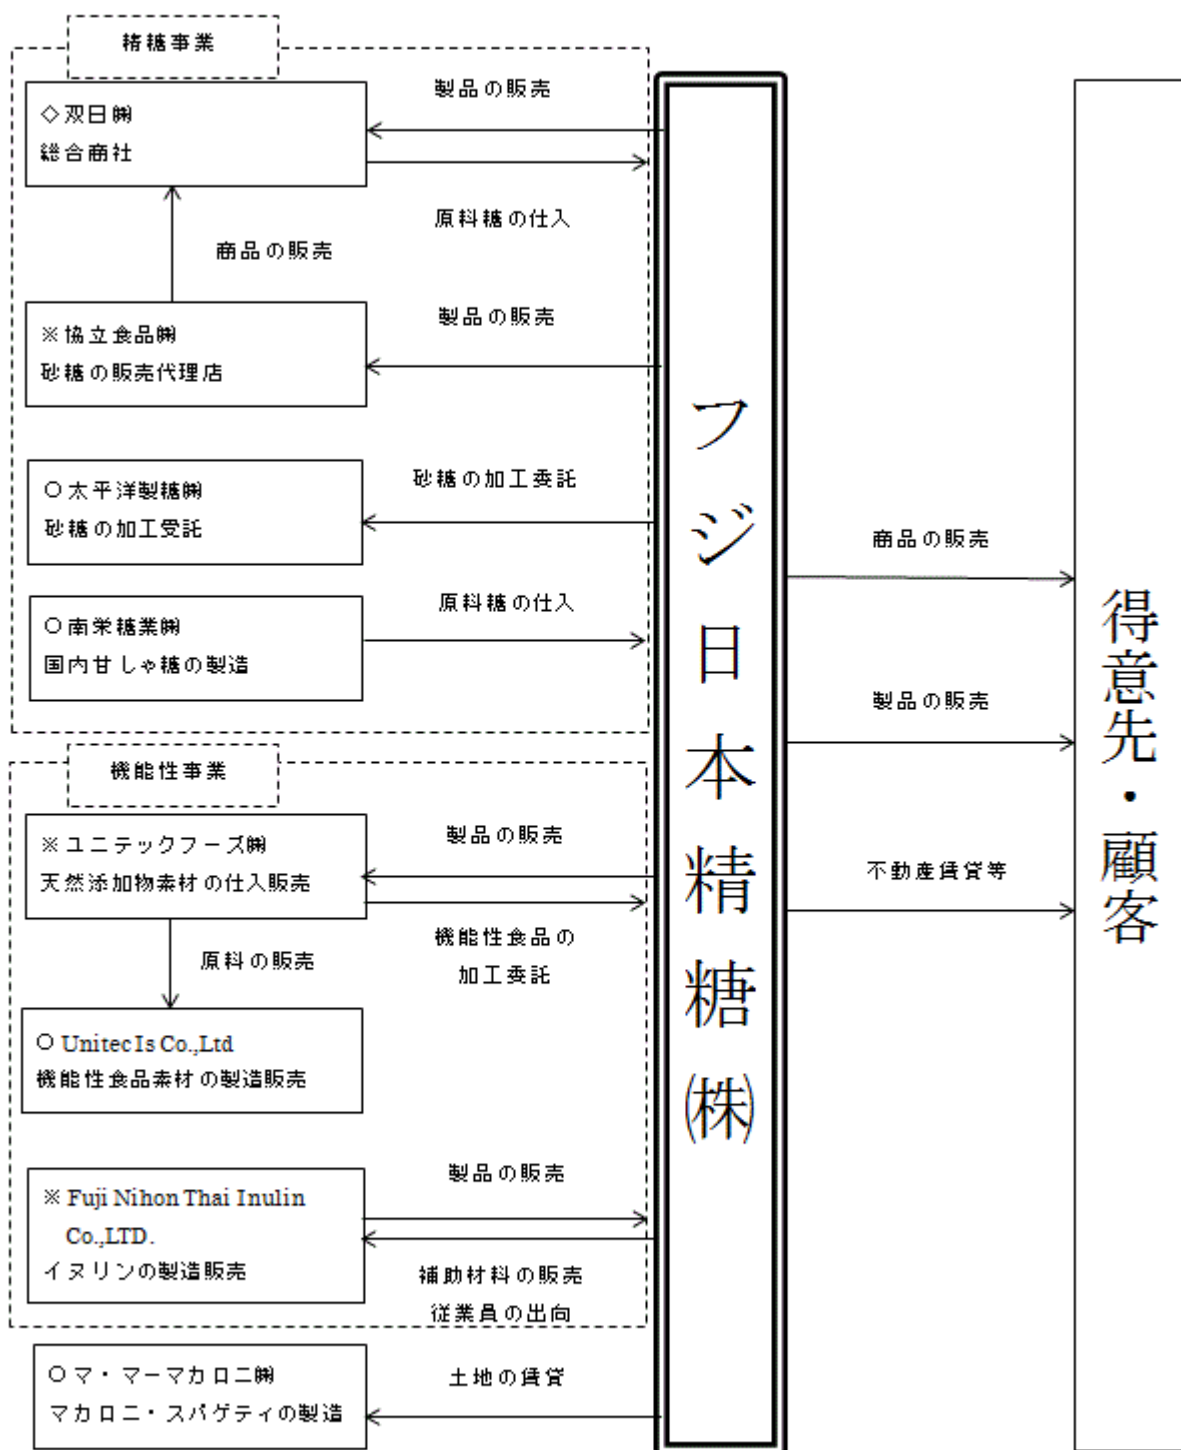 精糖事業
◇双日㈱
総合商社
製品の販売
原料糖の仕入
商品の販売
※協立食品㈱
砂糖の販売代理店
製品の販売
○太平洋製糖㈱
砂糖の加工受託
砂糖の加工委託
○南栄糖業㈱
国内甘しゃ糖の製造
原料糖の仕入
機能性事業
※ユニテックフーズ㈱
天然添加物素材の仕入販売
製品の販売
機能性食品の
加工委託
原料の販売
○ Unitec Is Co.,Ltd
機能性食品素材の製造販売
※ Fuji Nihon Thai Inulin
Co.,LTD.
イヌリンの製造販売
製品の販売
補助材料の販売
従業員の出向
○マ・マーマカロニ㈱
マカロニ・スパゲティの製造
土地の賃貸
フジ日本精糖㈱
商品の販売
製品の販売
不動産賃貸等
得意先・顧客